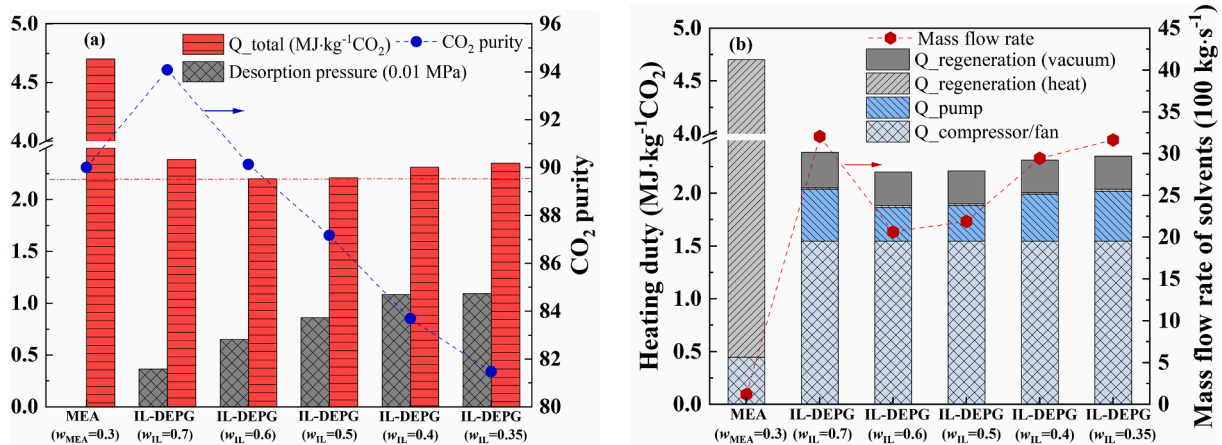 (a)
Q_total (MJ·kg⁻¹CO₂)
Desorption pressure (0.01 MPa)
CO₂ purity
5.0
4.5
4.0
2.0
1.5
1.0
0.5
0.0
96
94
92
90
88
86
84
82
80
CO₂ purity
MEA IL-DEPG IL-DEPG IL-DEPG IL-DEPG IL-DEPG
(wMEA=0.3) (wIL=0.7) (wIL=0.6) (wIL=0.5) (wIL=0.4) (wIL=0.35)
(b)
Mass flow rate
Q_regeneration (vacuum)
Q_regeneration (heat)
Q_pump
Q_compressor/fan
Heating duty (MJ·kg⁻¹CO₂)
5.0
4.5
4.0
2.0
1.5
1.0
0.5
0.0
45
40
35
30
25
20
15
10
5
0
Mass flow rate of solvents (100 kg·s⁻¹)
MEA IL-DEPG IL-DEPG IL-DEPG IL-DEPG IL-DEPG
(wMEA=0.3) (wIL=0.7) (wIL=0.6) (wIL=0.5) (wIL=0.4) (wIL=0.35)